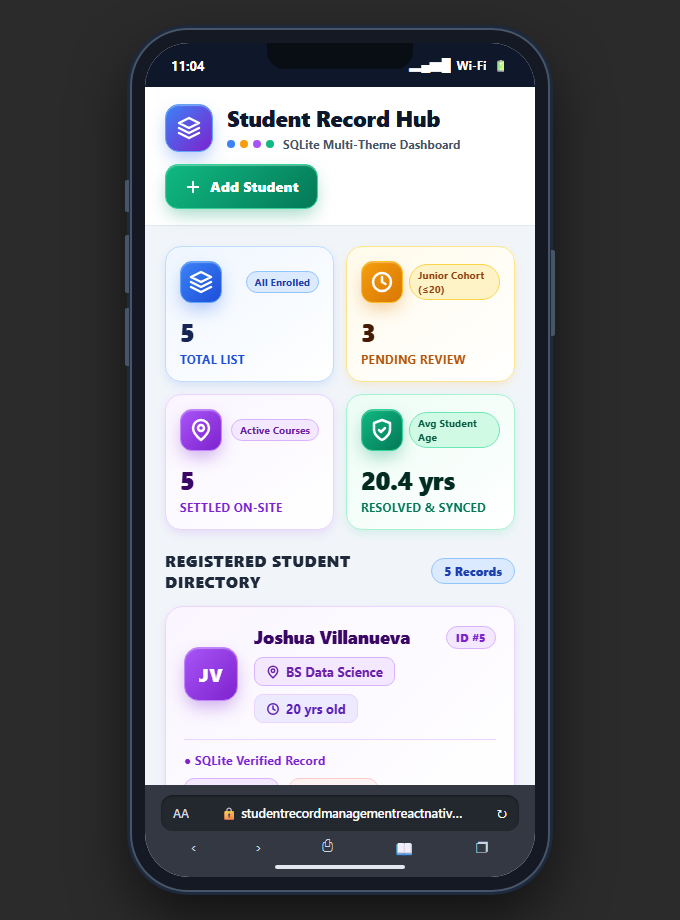 11:04 Wi-Fi
Student Record Hub
SQLite Multi-Theme Dashboard
+ Add Student
All Enrolled
5
TOTAL LIST
Junior Cohort
(≤20)
3
PENDING REVIEW
Active Courses
5
SETTLED ON-SITE
Avg Student
Age
20.4 yrs
RESOLVED & SYNCED
REGISTERED STUDENT
DIRECTORY
5 Records
JV
Joshua Villanueva
ID #5
BS Data Science
20 yrs old
• SQLite Verified Record
AA studentrecordmanagementreactnativ...